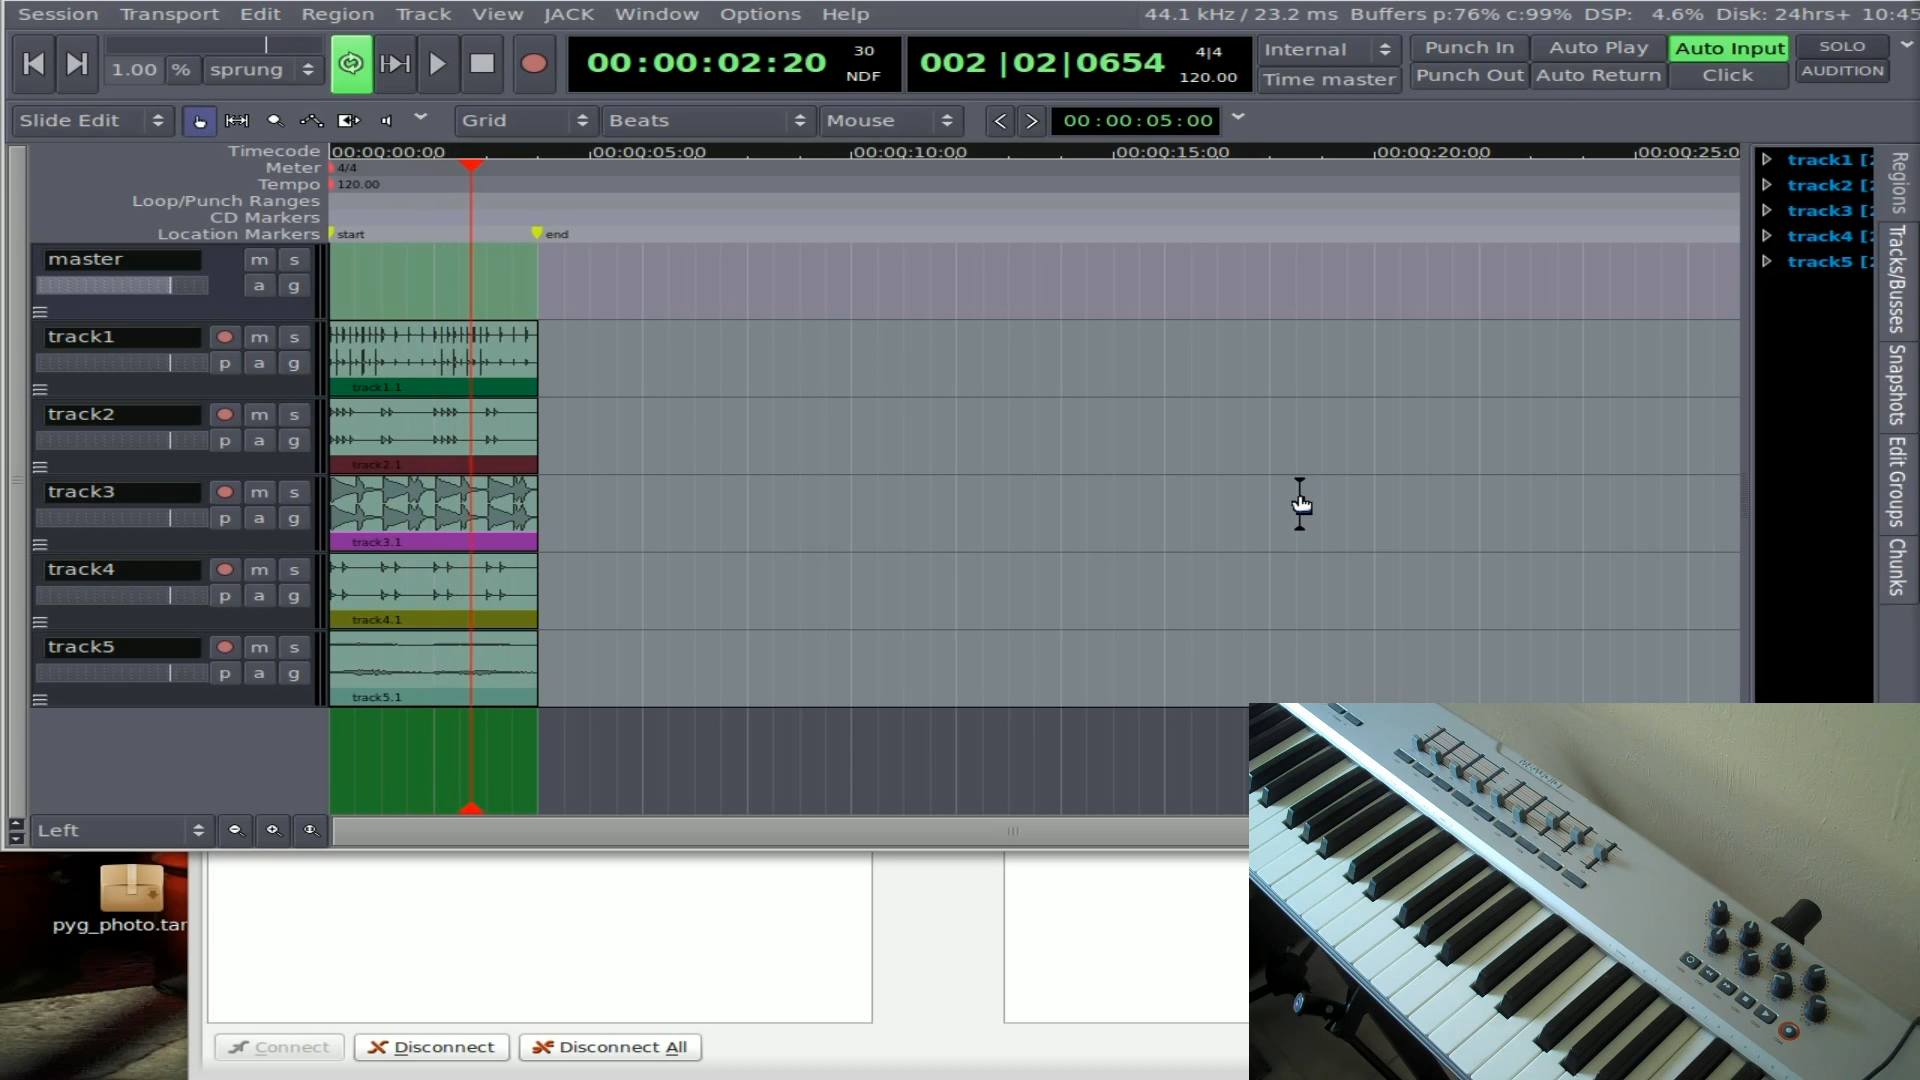 Session Transport Edit Region Track View JACK Window Options Help 44.1 kHz / 23.2 ms Buffers p:76% c:99% DSP: 4.6% Disk: 24hrs+ 10:45
1.00 % sprung 00:00:02:20 30 NDF 002|02|0654 4|4 120.00 Internal Time master Punch In Punch Out Auto Play Auto Return Auto Input Click SOLO AUDITION
Slide Edit Grid Beats Mouse < > 00:00:05:00
Timecode 00:00:00:00 00:00:05:00 00:00:10:00 00:00:15:00 00:00:20:00 00:00:25:0
Meter 4/4
Tempo 120.00
Loop/Punch Ranges
CD Markers
Location Markers start end
master m s
a g
track1 m s
p a g
track1.1
track2 m s
p a g
track2.1
track3 m s
p a g
track3.1
track4 m s
p a g
track4.1
track5 m s
p a g
track5.1
Left
track1 [
track2 [
track3 [
track4 [
track5 [
Regions
Tracks/Busses
Snapshots
Edit Groups
Chunks
pyg_photo.tar
Connect Disconnect Disconnect All